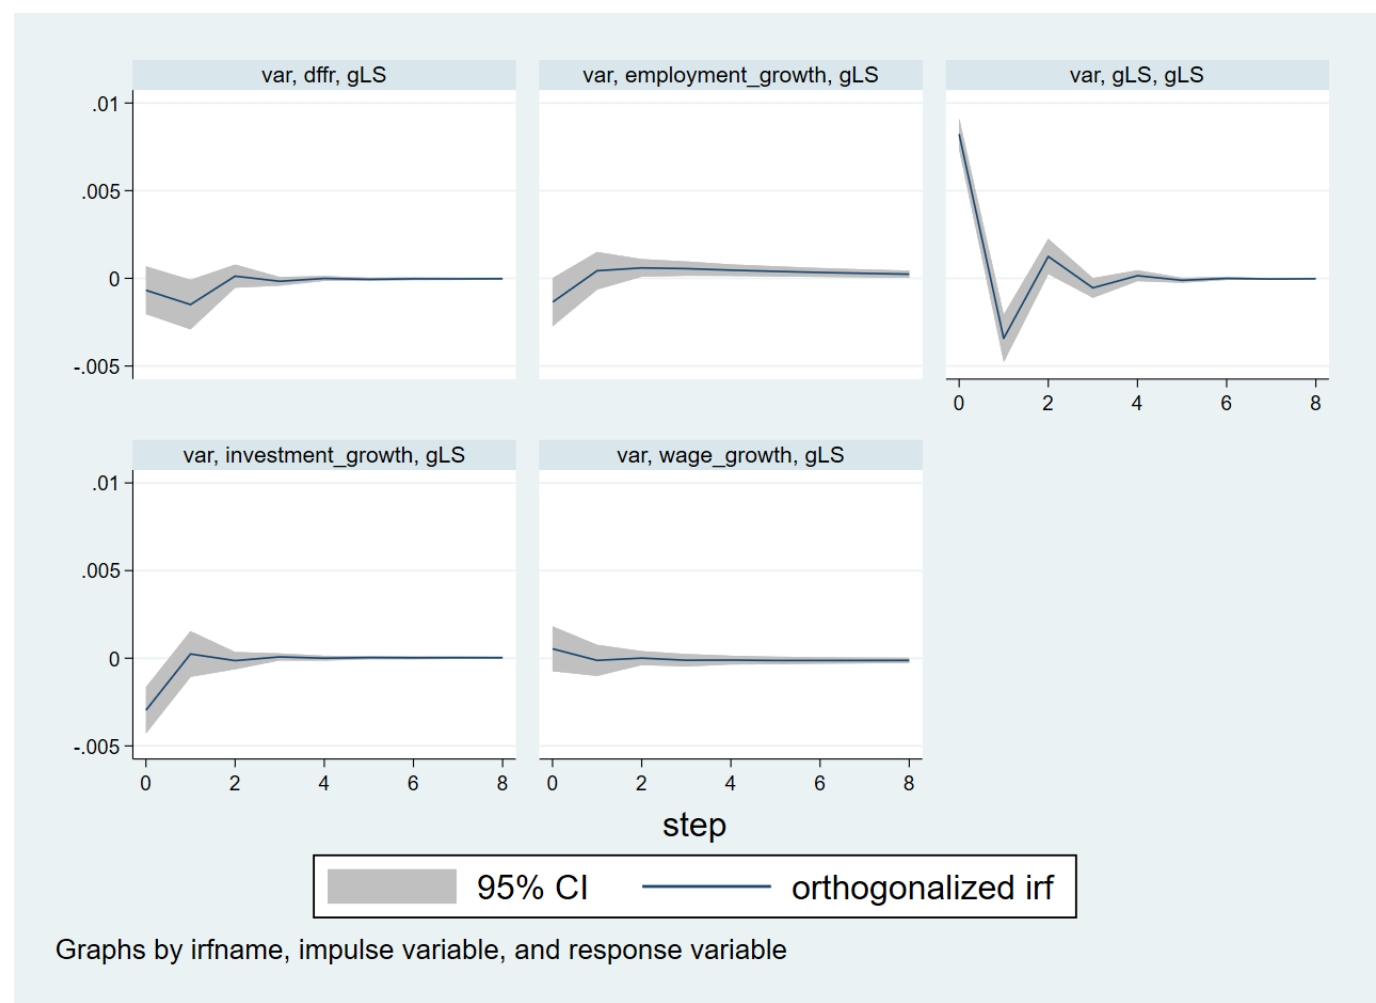 var, dffr, gLS
var, employment_growth, gLS
var, gLS, gLS
.01
.005
0
-.005
0 2 4 6 8
var, investment_growth, gLS
var, wage_growth, gLS
.01
.005
0
-.005
0 2 4 6 8
0 2 4 6 8
step
95% CI
orthogonalized irf
Graphs by irfname, impulse variable, and response variable